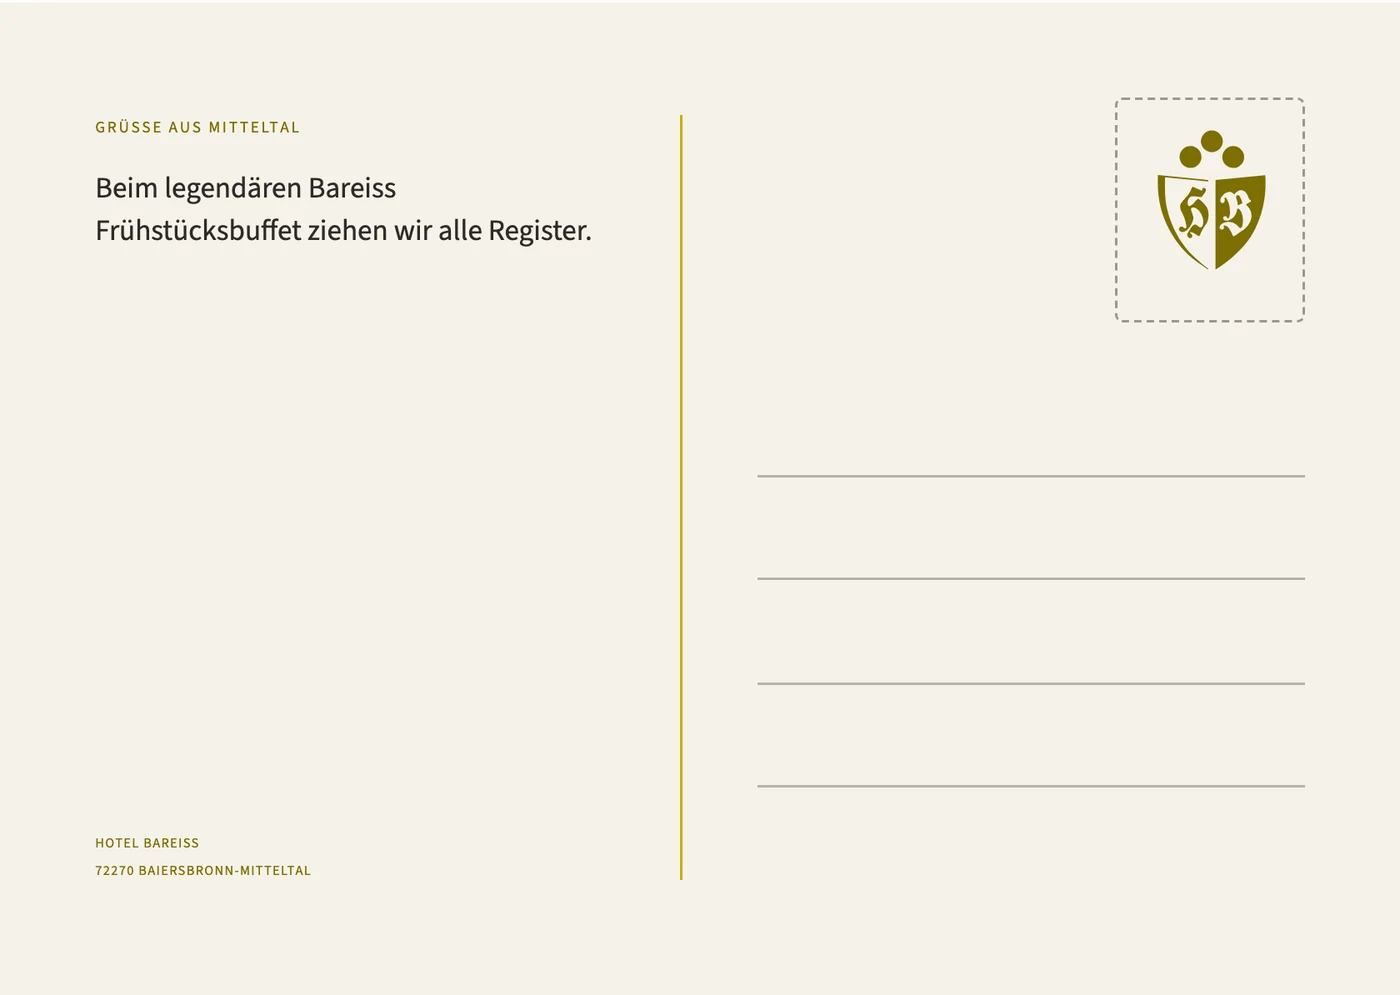 GRÜSSE AUS MITTELTAL
Beim legendären Bareiss
Frühstücksbuffet ziehen wir alle Register.
HOTEL BAREISS
72270 BAIERSBRONN-MITTELTAL
H B